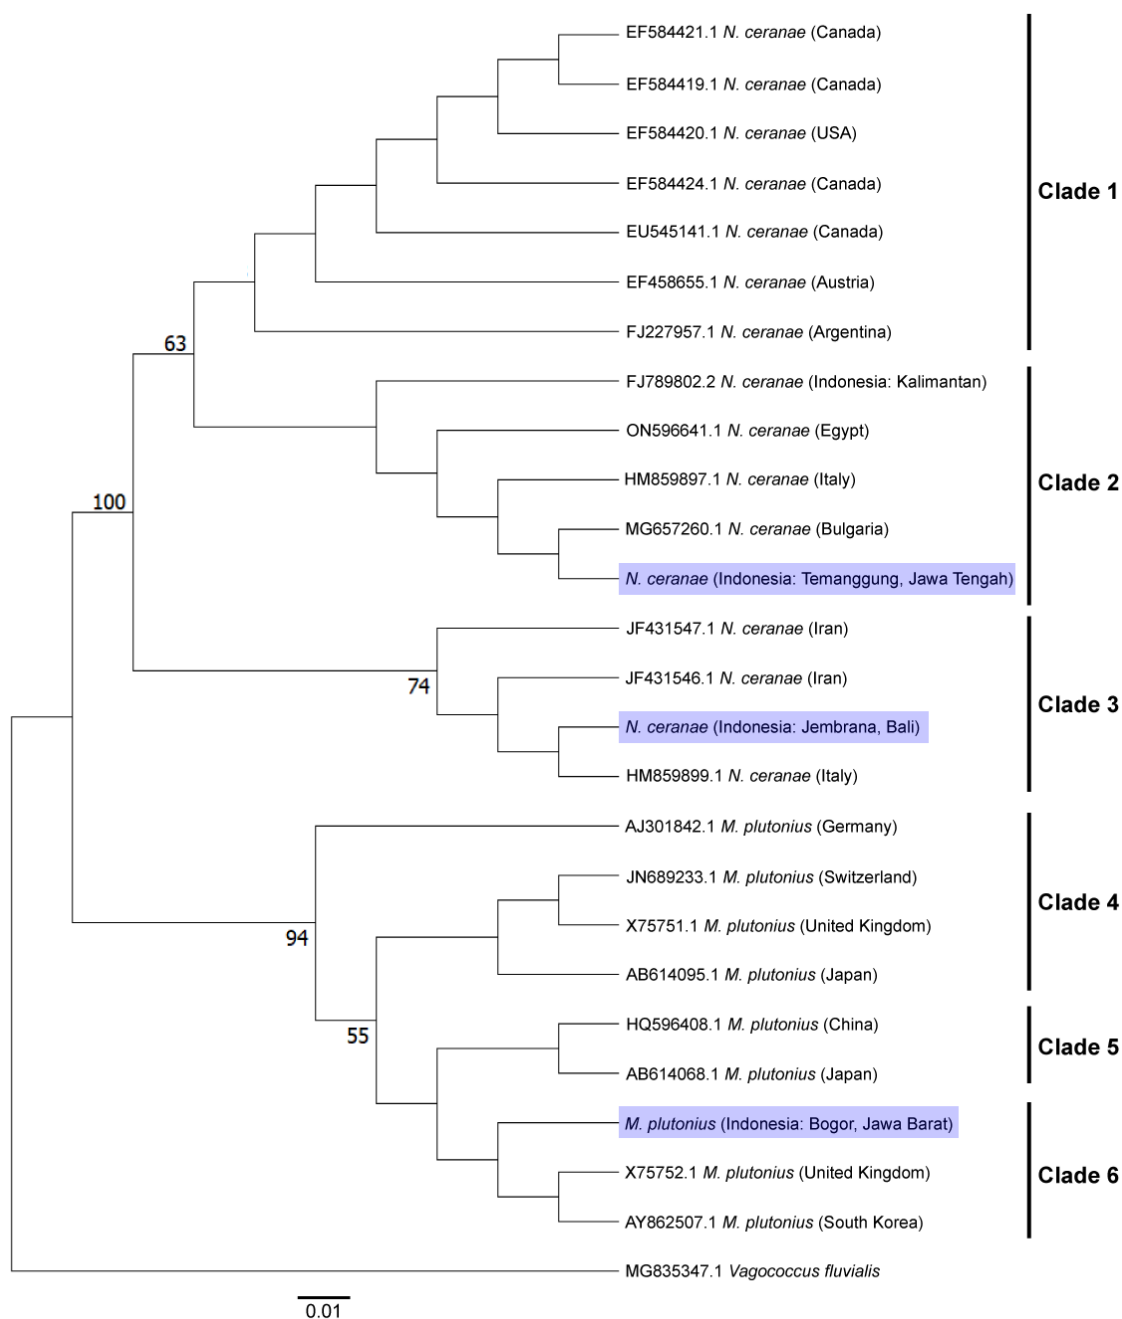 EF584421.1 N. ceranae (Canada)
EF584419.1 N. ceranae (Canada)
EF584420.1 N. ceranae (USA)
EF584424.1 N. ceranae (Canada)
Clade 1
EU545141.1 N. ceranae (Canada)
EF458655.1 N. ceranae (Austria)
FJ227957.1 N. ceranae (Argentina)
63
FJ789802.2 N. ceranae (Indonesia: Kalimantan)
ON596641.1 N. ceranae (Egypt)
HM859897.1 N. ceranae (Italy)
Clade 2
100
MG657260.1 N. ceranae (Bulgaria)
N. ceranae (Indonesia: Temanggung, Jawa Tengah)
JF431547.1 N. ceranae (Iran)
JF431546.1 N. ceranae (Iran)
74
Clade 3
N. ceranae (Indonesia: Jembrana, Bali)
HM859899.1 N. ceranae (Italy)
AJ301842.1 M. plutonius (Germany)
JN689233.1 M. plutonius (Switzerland)
Clade 4
X75751.1 M. plutonius (United Kingdom)
94
AB614095.1 M. plutonius (Japan)
HQ596408.1 M. plutonius (China)
55
Clade 5
AB614068.1 M. plutonius (Japan)
M. plutonius (Indonesia: Bogor, Jawa Barat)
X75752.1 M. plutonius (United Kingdom)
Clade 6
AY862507.1 M. plutonius (South Korea)
MG835347.1 Vagococcus fluvialis
0.01